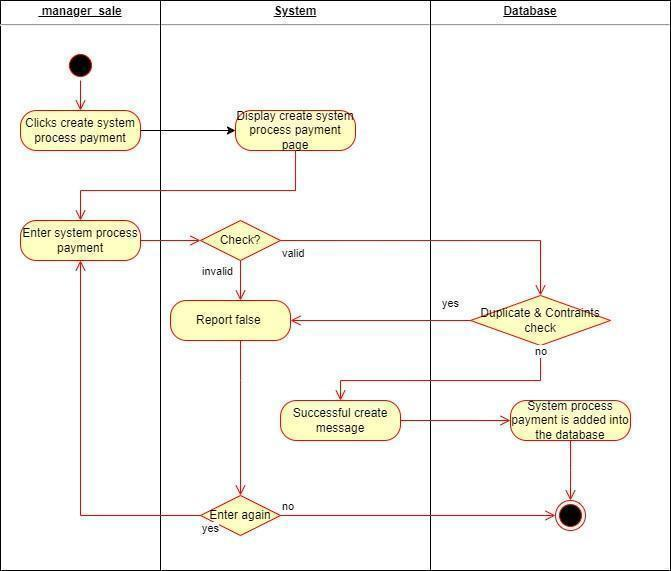 manager_sale
System
Database
Clicks create system
process payment
Display create system
process payment
page
Enter system process
payment
Check?
valid
invalid
Report false
yes
Duplicate & Contraints
check
no
Successful create
message
System process
payment is added into
the database
Enter again
no
yes